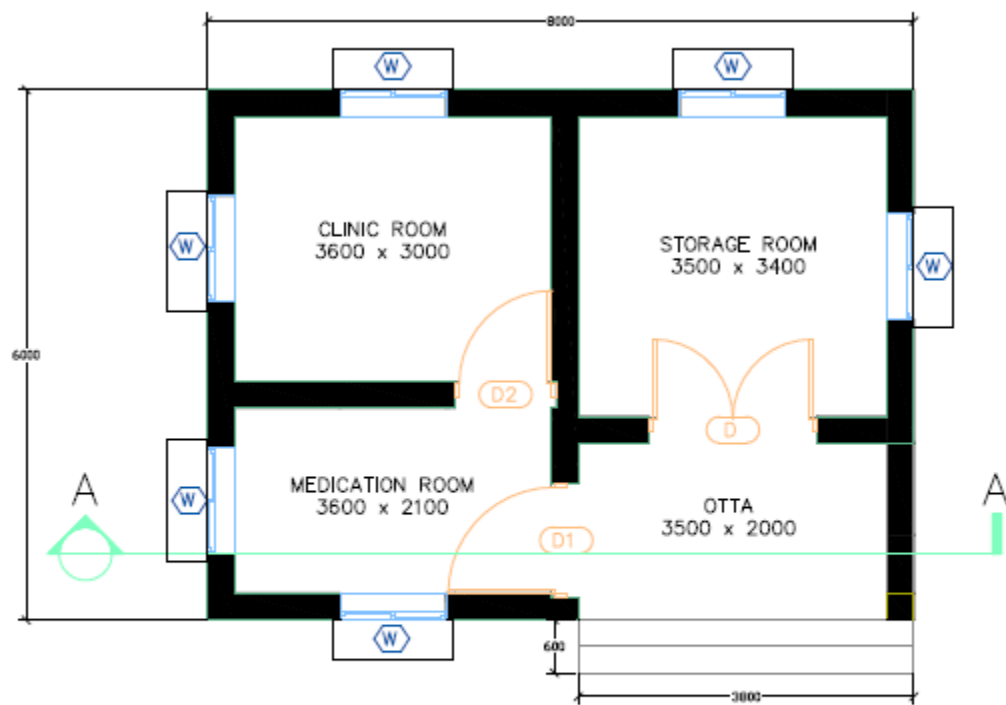 8000
W
W
6000
W
CLINIC ROOM
3600 x 3000
STORAGE ROOM
3500 x 3400
W
D2
D
A
MEDICATION ROOM
3600 x 2100
W
OTTA
3500 x 2000
A
D1
W
600
3800